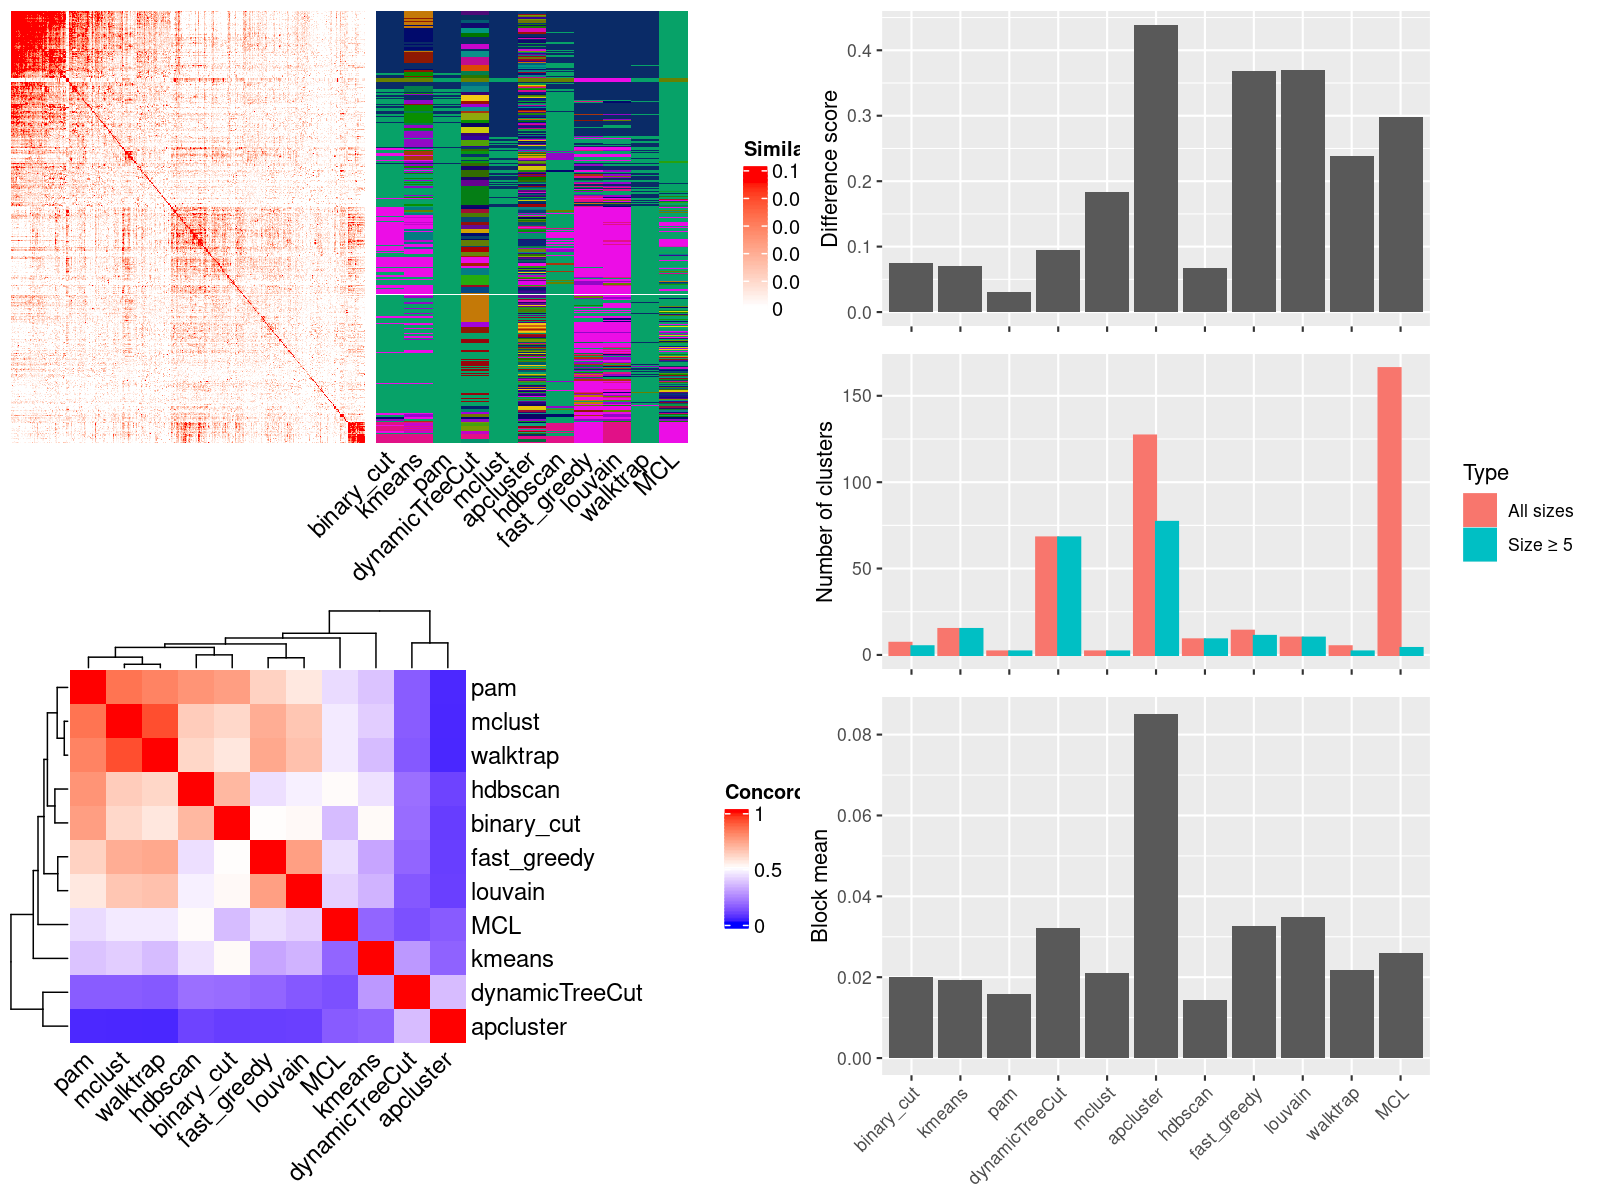 Simila
0.1
0.0
0.0
0.0
0.0
0
binary_cut
kmeans
pam
dynamicTreeCut
mclust
apcluster
hdbscan
fast_greedy
louvain
walktrap
MCL
pam
mclust
walktrap
hdbscan
binary_cut
fast_greedy
louvain
MCL
kmeans
dynamicTreeCut
apcluster
pam
mclust
walktrap
hdbscan
binary_cut
fast_greedy
louvain
MCL
kmeans
dynamicTreeCut
apcluster
Concord
1
0.5
0
Difference score
0.4
0.3
0.2
0.1
0.0
Number of clusters
150
100
50
0
Type
All sizes
Size ≥ 5
Block mean
0.08
0.06
0.04
0.02
0.00
binary_cut
kmeans
pam
dynamicTreeCut
mclust
apcluster
hdbscan
fast_greedy
louvain
walktrap
MCL